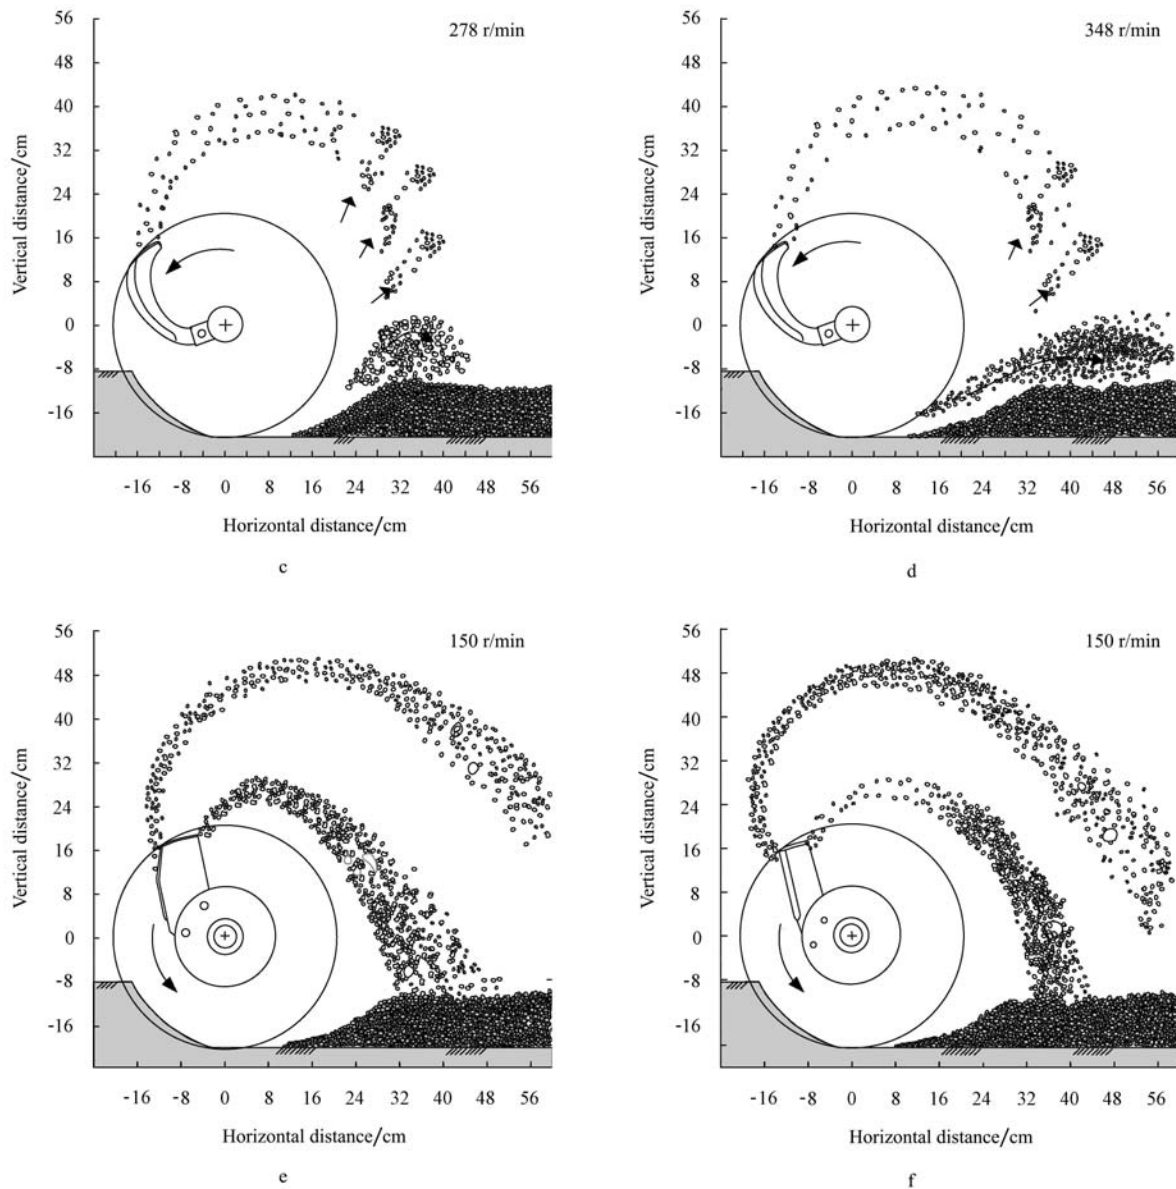 56
278 r/min
48
40
32
24
16
8
0
-8
-16
Vertical distance/cm
-16 -8 0 8 16 24 32 40 48 56
Horizontal distance/cm
c
56
348 r/min
48
40
32
24
16
8
0
-8
-16
Vertical distance/cm
-16 -8 0 8 16 24 32 40 48 56
Horizontal distance/cm
d
56
150 r/min
48
40
32
24
16
8
0
-8
-16
Vertical distance/cm
-16 -8 0 8 16 24 32 40 48 56
Horizontal distance/cm
e
56
150 r/min
48
40
32
24
16
8
0
-8
-16
Vertical distance/cm
-16 -8 0 8 16 24 32 40 48 56
Horizontal distance/cm
f